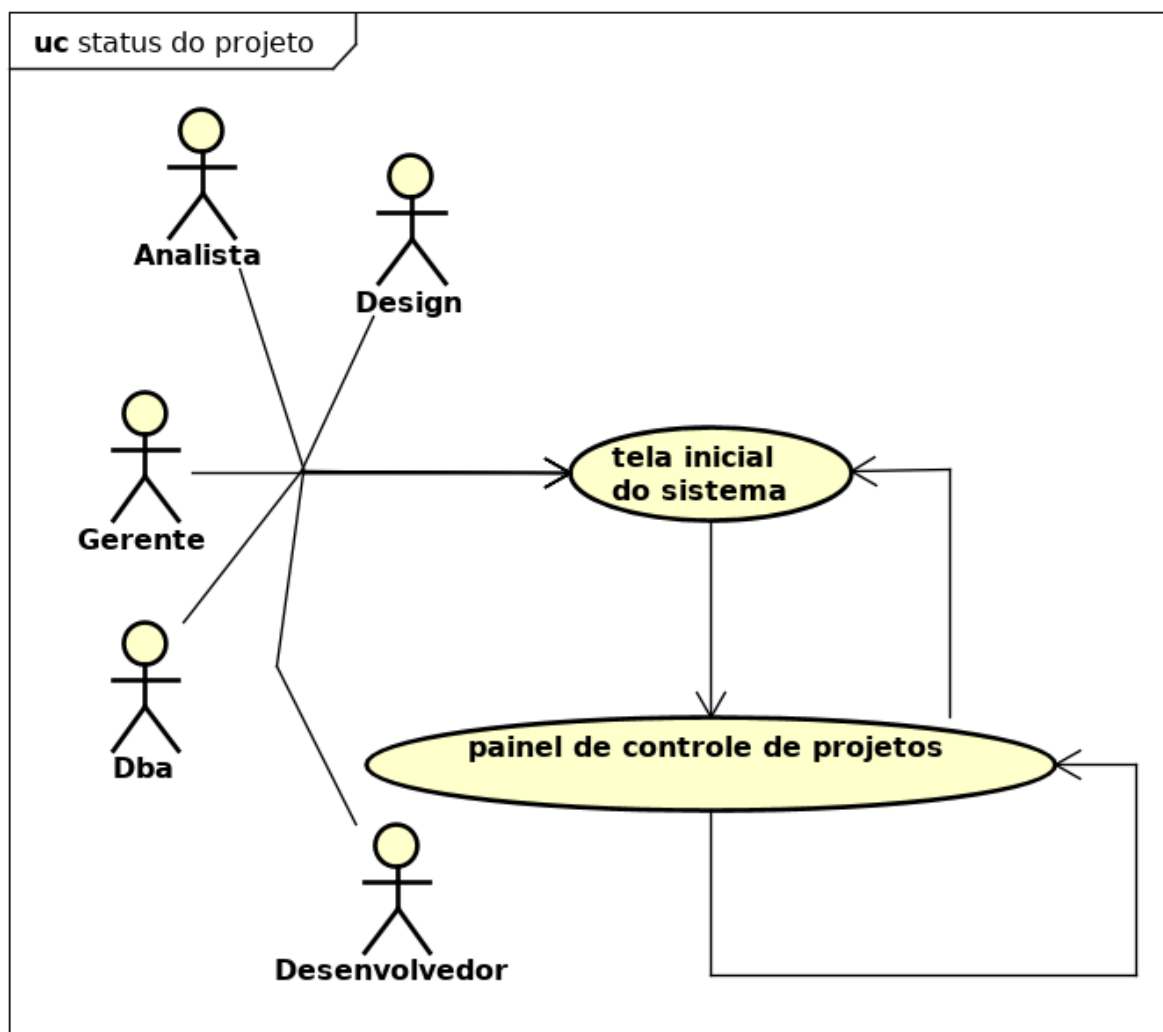 uc status do projeto
Analista
Design
Gerente
tela inicial
do sistema
Dba
painel de controle de projetos
Desenvolvedor